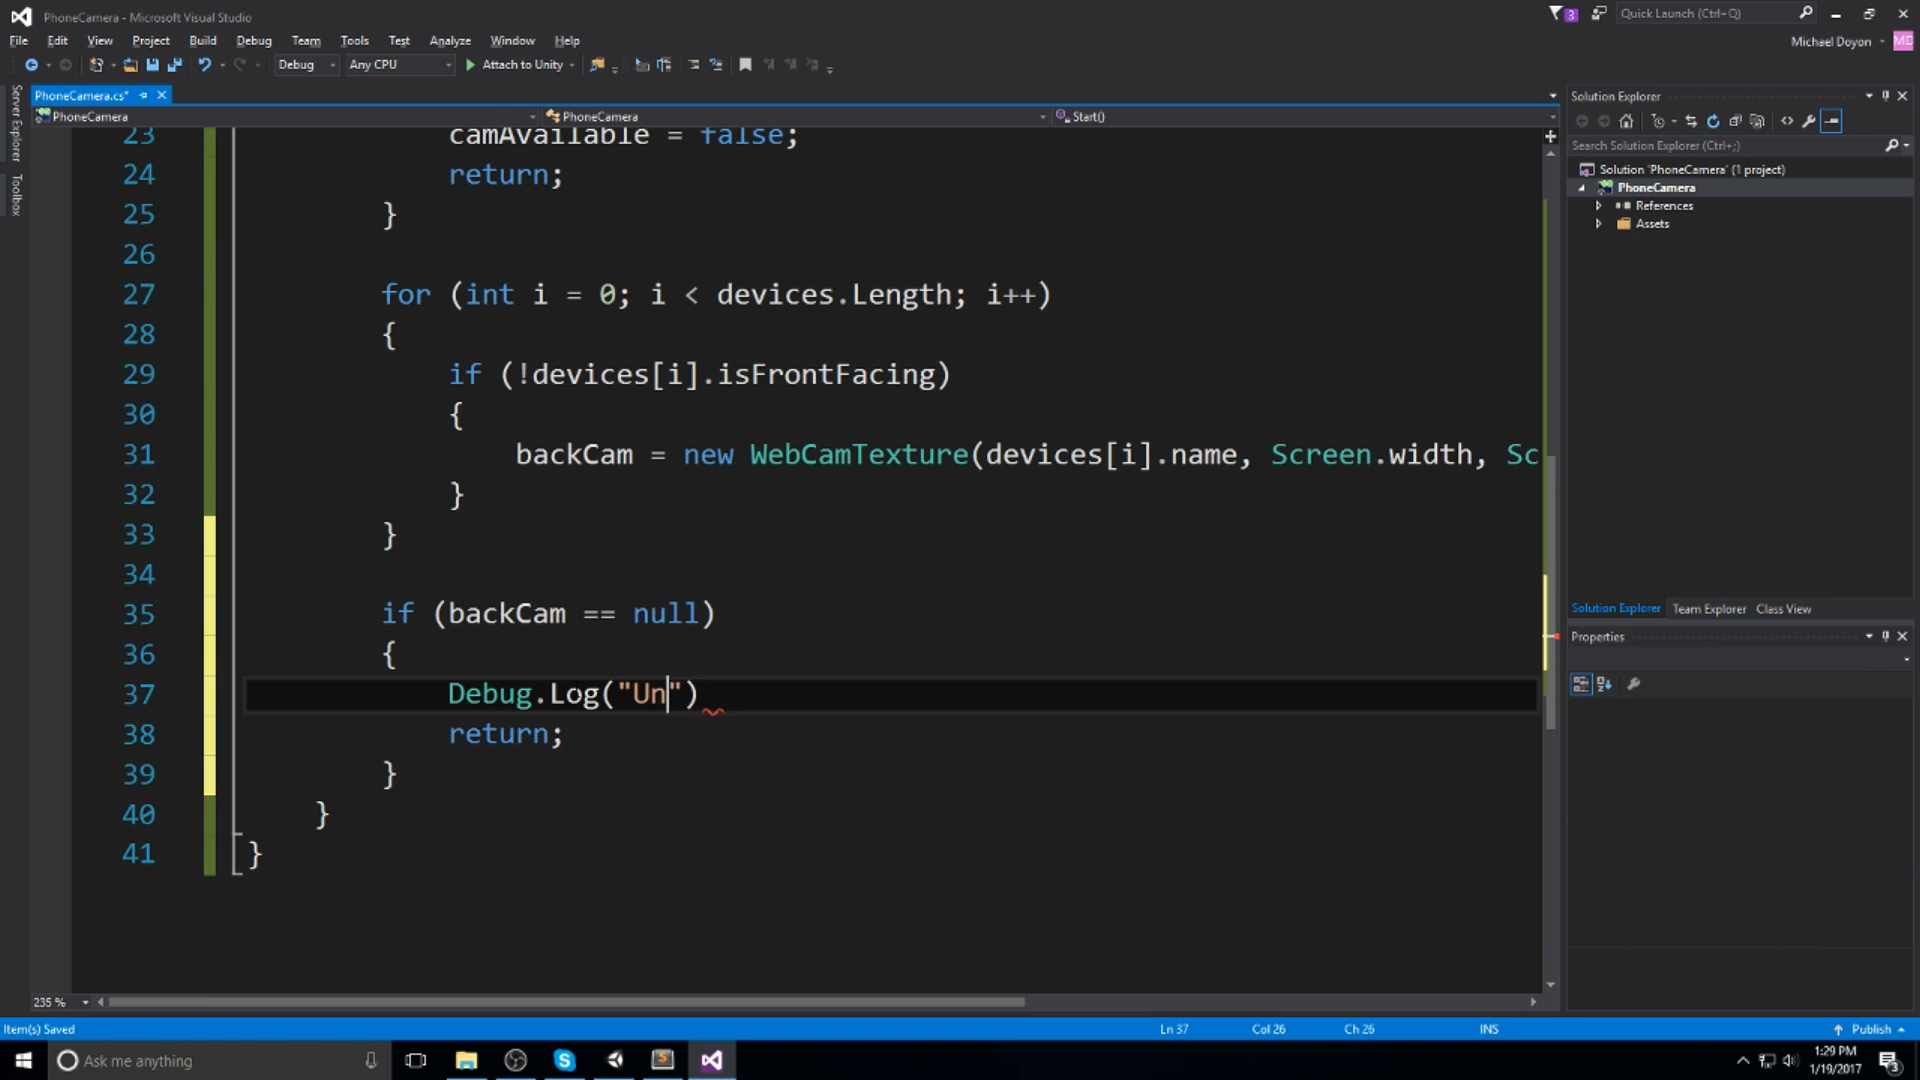 PhoneCamera - Microsoft Visual Studio
3
Quick Launch (Ctrl+Q)
File Edit View Project Build Debug Team Tools Test Analyze Window Help
Michael Doyon
MD
Debug Any CPU Attach to Unity
Server Explorer
Toolbox
PhoneCamera.cs*
PhoneCamera PhoneCamera Start()
23 camAvailable = false;
24 return;
25 }
26
27 for (int i = 0; i < devices.Length; i++)
28 {
29 if (!devices[i].isFrontFacing)
30 {
31 backCam = new WebCamTexture(devices[i].name, Screen.width, Sc
32 }
33 }
34
35 if (backCam == null)
36 {
37 Debug.Log("Un")
38 return;
39 }
40 }
41 }
235 %
Solution Explorer
Search Solution Explorer (Ctrl+;)
Solution 'PhoneCamera' (1 project)
PhoneCamera
References
Assets
Solution Explorer Team Explorer Class View
Properties
Item(s) Saved Ln 37 Col 26 Ch 26 INS Publish
Ask me anything
1:29 PM
1/19/2017
3